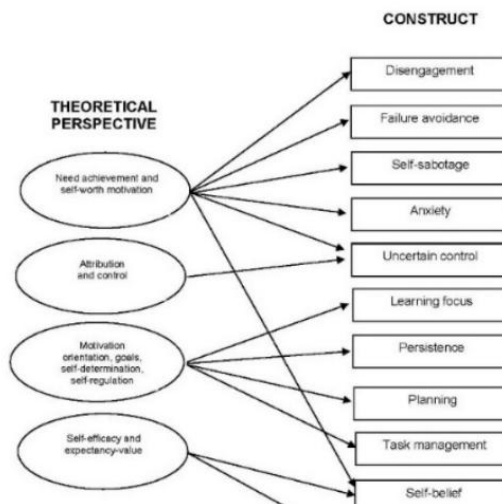 CONSTRUCT
Disengagement
THEORETICAL
PERSPECTIVE
Failure avoidance
Need achievement and
self-worth motivation
Self-sabotage
Anxiety
Attribution
and control
Uncertain control
Learning focus
Motivation
orientation, goals,
self-determination,
self-regulation
Persistence
Planning
Self-efficacy and
expectancy-value
Task management
Self-belief